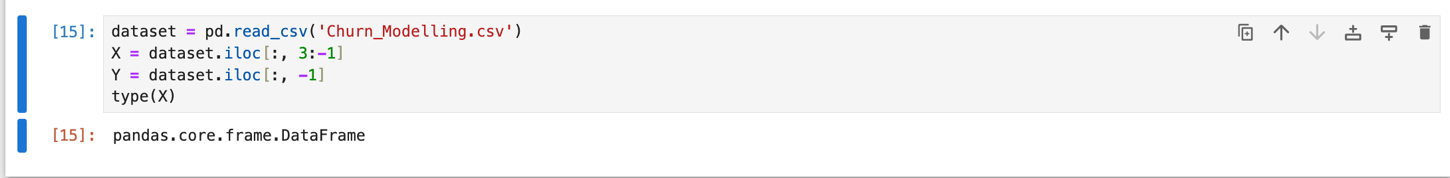 [15]: dataset = pd.read_csv('Churn_Modelling.csv')
X = dataset.iloc[:, 3:-1]
Y = dataset.iloc[:, -1]
type(X)
[15]: pandas.core.frame.DataFrame